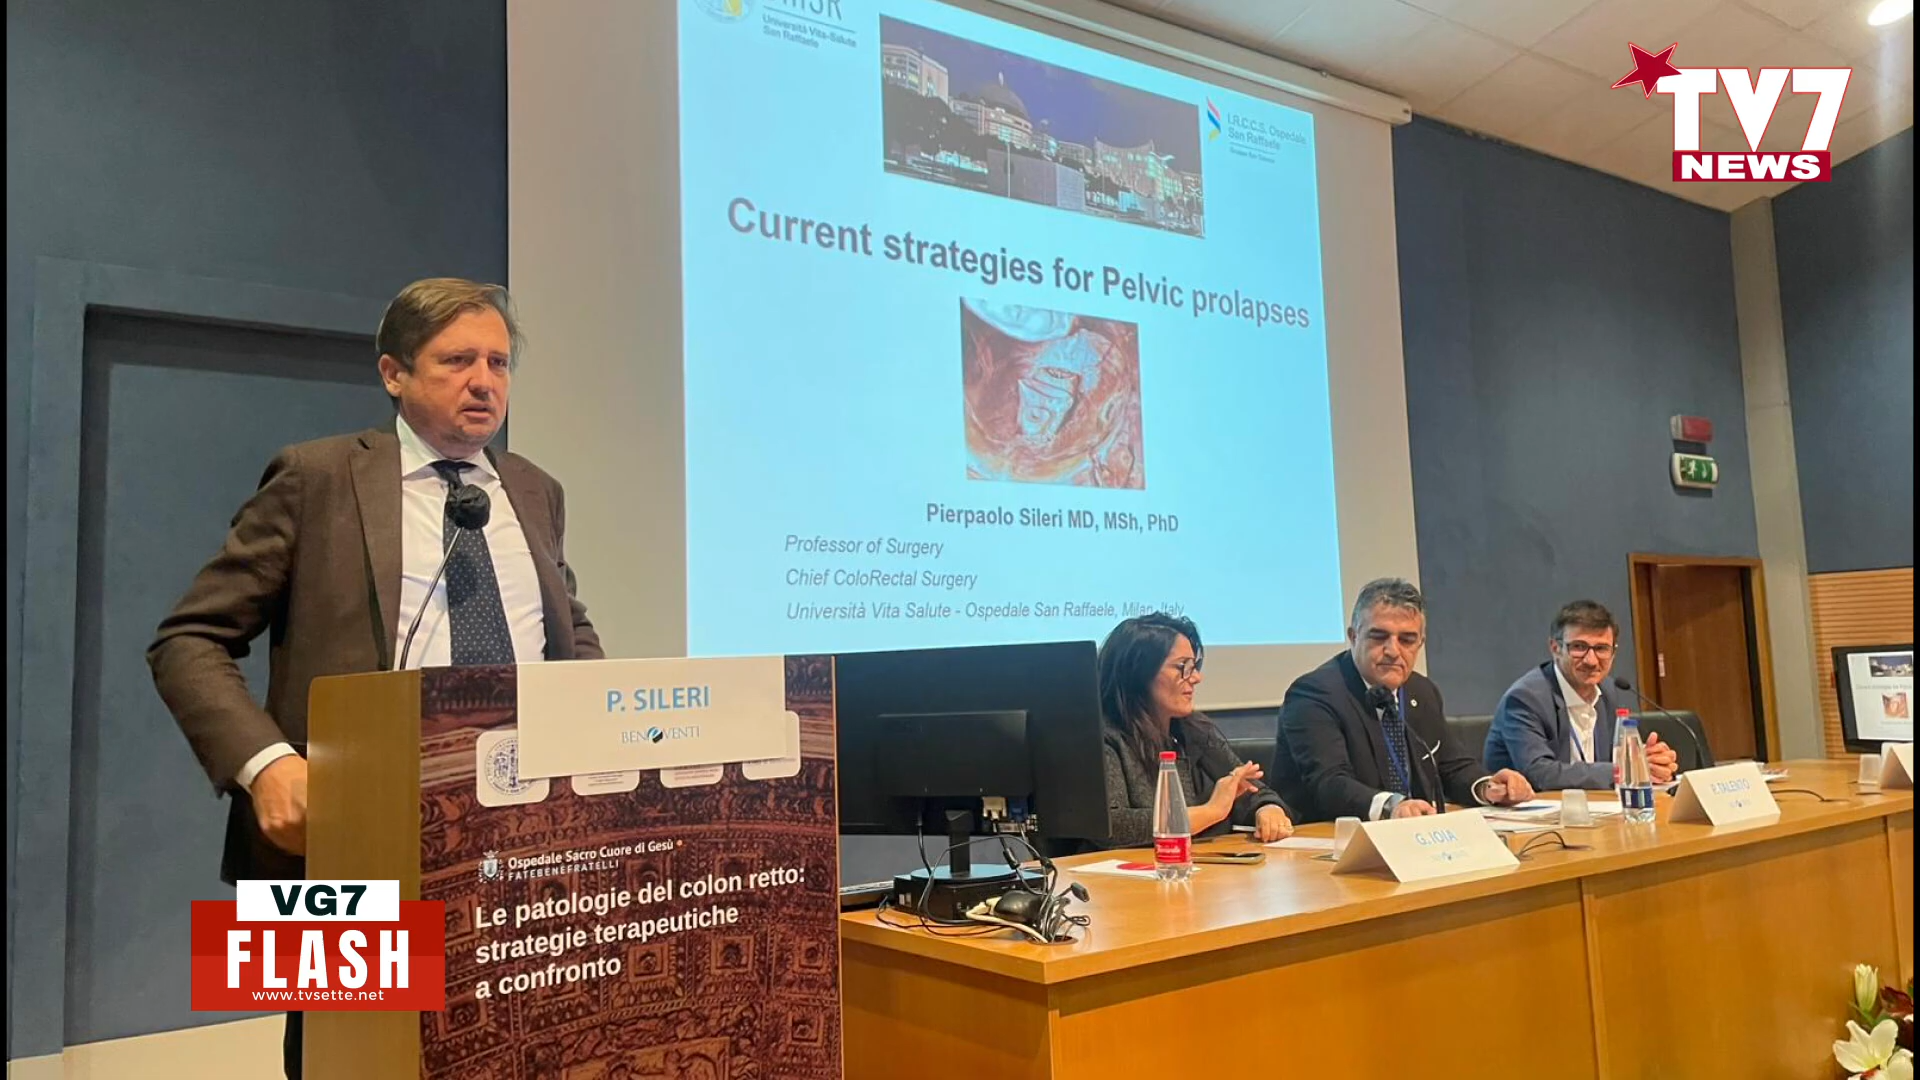 Università Vita-Salute
San Raffaele
I.R.C.C.S. Ospedale
San Raffaele
TV7
NEWS
Current strategies for Pelvic prolapses
Pierpaolo Sileri MD, MSh, PhD
Professor of Surgery
Chief ColoRectal Surgery
Università Vita Salute - Ospedale San Raffaele, Milan, Italy
P. SILERI
BENOVENTI
P. TALENTO
G. IOIA
Ospedale Sacro Cuore di Gesù
FATEBENEFRATELLI
Le patologie del colon retto:
strategie terapeutiche
a confronto
VG7
FLASH
www.tvsette.net